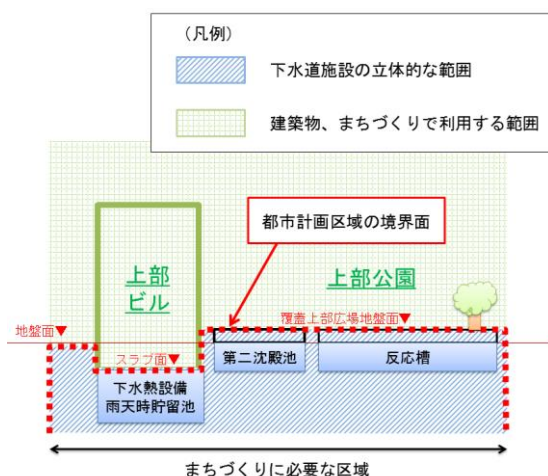 （凡例）
下水道施設の立体的な範囲
建築物、まちづくりで利用する範囲
都市計画区域の境界面
上部
ビル
上部公園
覆蓋上部広場地盤面▼
地盤面▼
スラブ面▼
第二沈殿池
反応槽
下水熱設備
雨天時貯留池
まちづくりに必要な区域